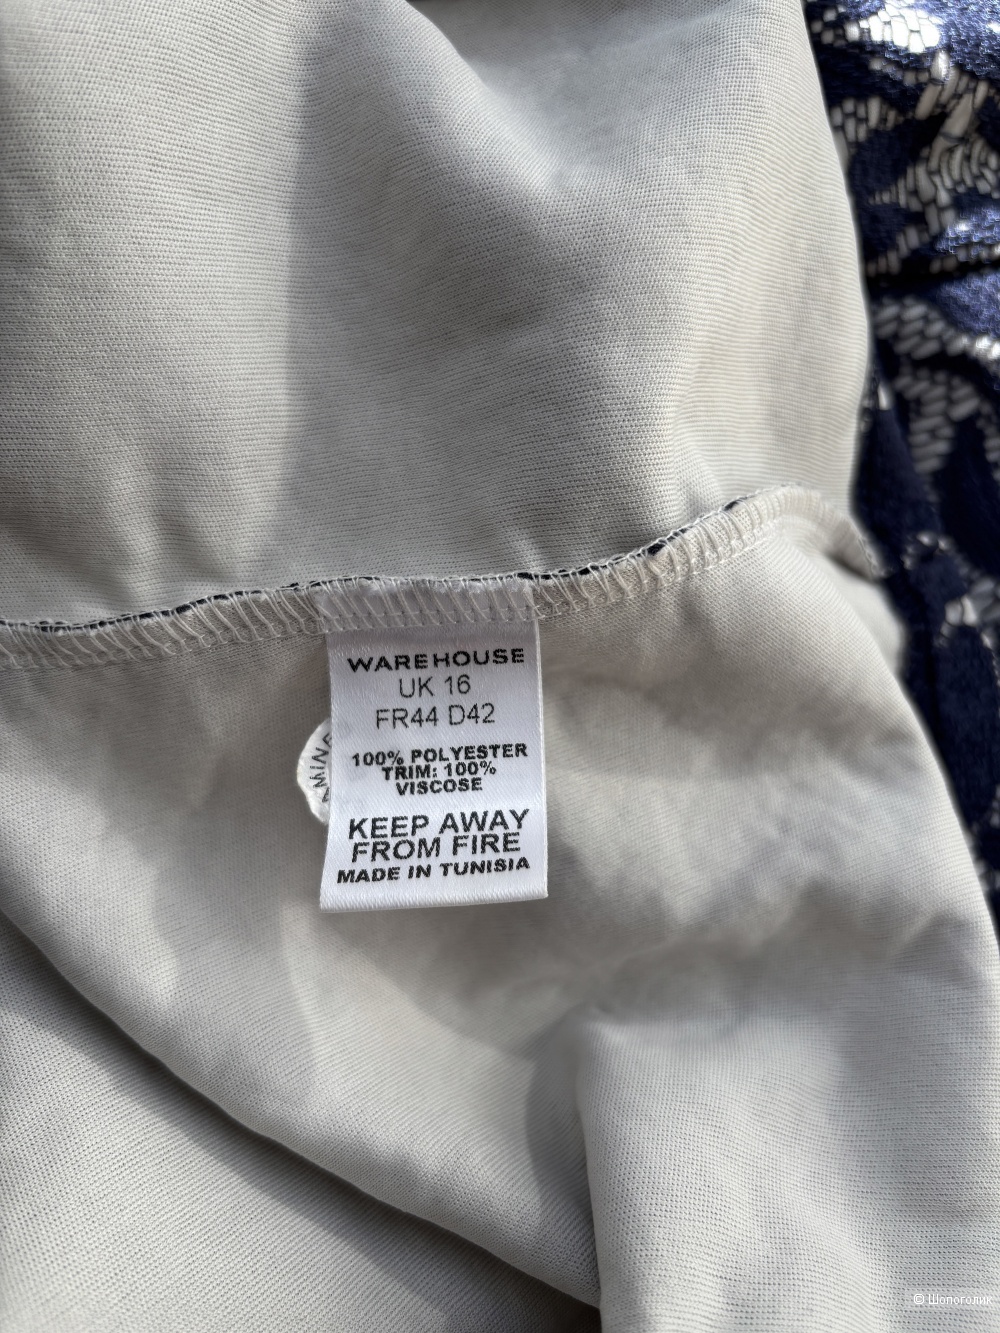 WAREHOUSE
UK 16
FR44 D42
100% POLYESTER
TRIM: 100%
VISCOSE
KEEP AWAY
FROM FIRE
MADE IN TUNISIA
© Шопоголик